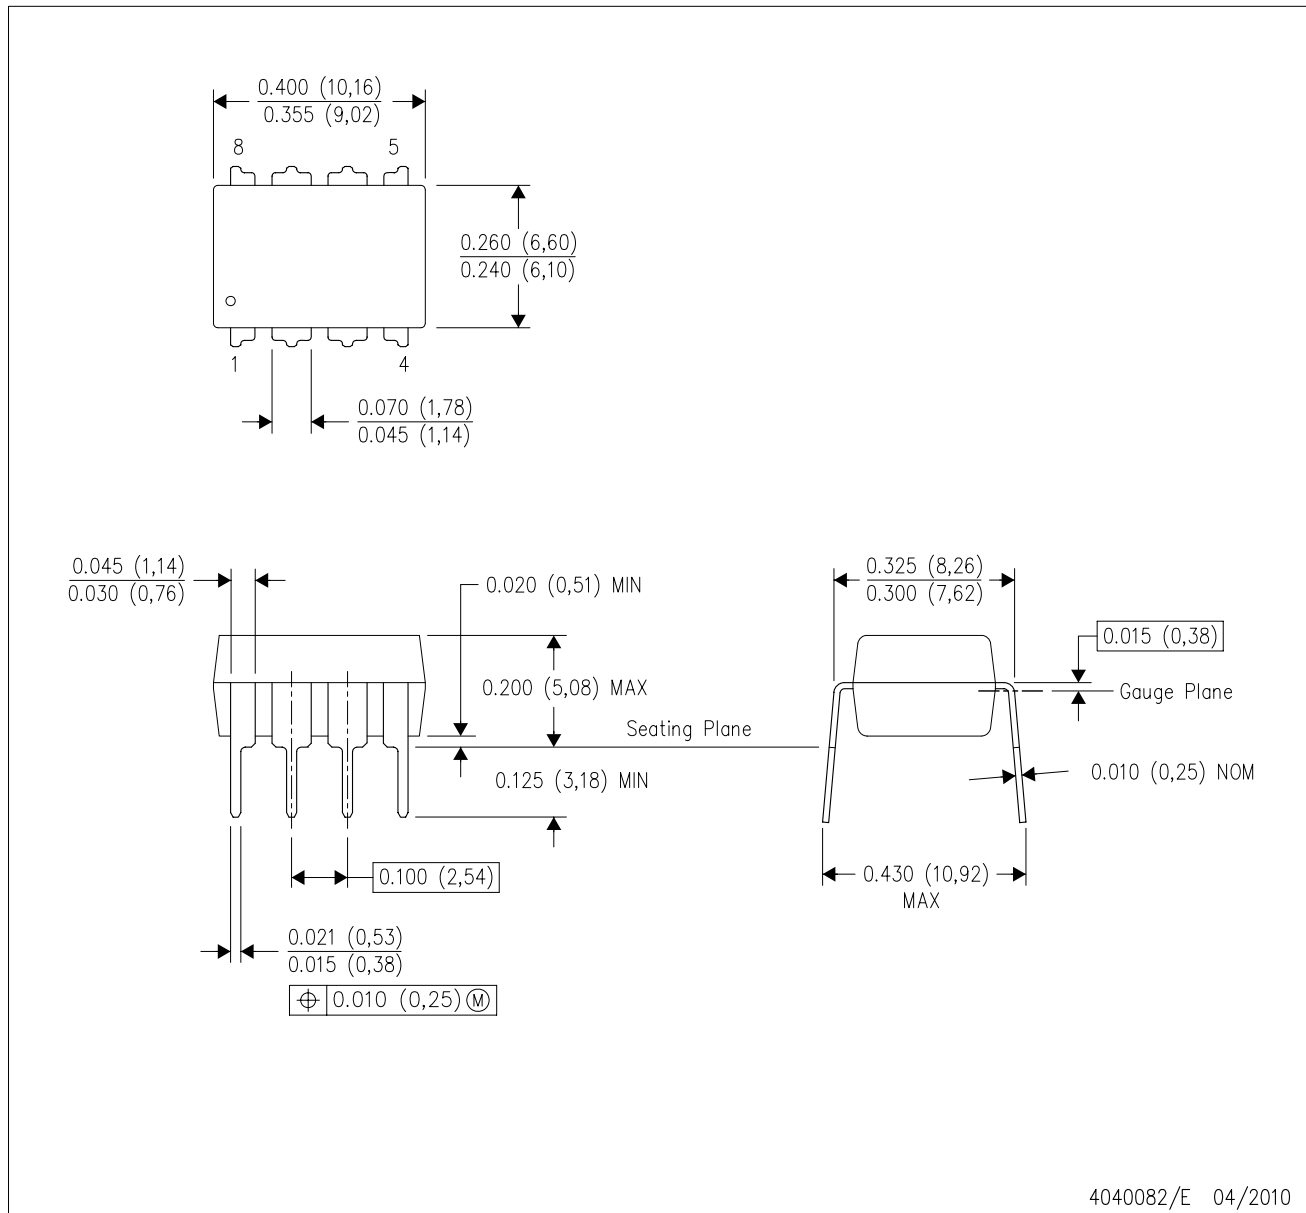 0.400 (10,16)
0.355 (9,02)
8
5
0.260 (6,60)
0.240 (6,10)
1
4
0.070 (1,78)
0.045 (1,14)
0.045 (1,14)
0.030 (0,76)
0.020 (0,51) MIN
0.200 (5,08) MAX
Seating Plane
0.125 (3,18) MIN
0.100 (2,54)
0.021 (0,53)
0.015 (0,38)
⌖ 0.010 (0,25) Ⓜ
0.325 (8,26)
0.300 (7,62)
0.015 (0,38)
Gauge Plane
0.010 (0,25) NOM
0.430 (10,92)
MAX
4040082/E 04/2010